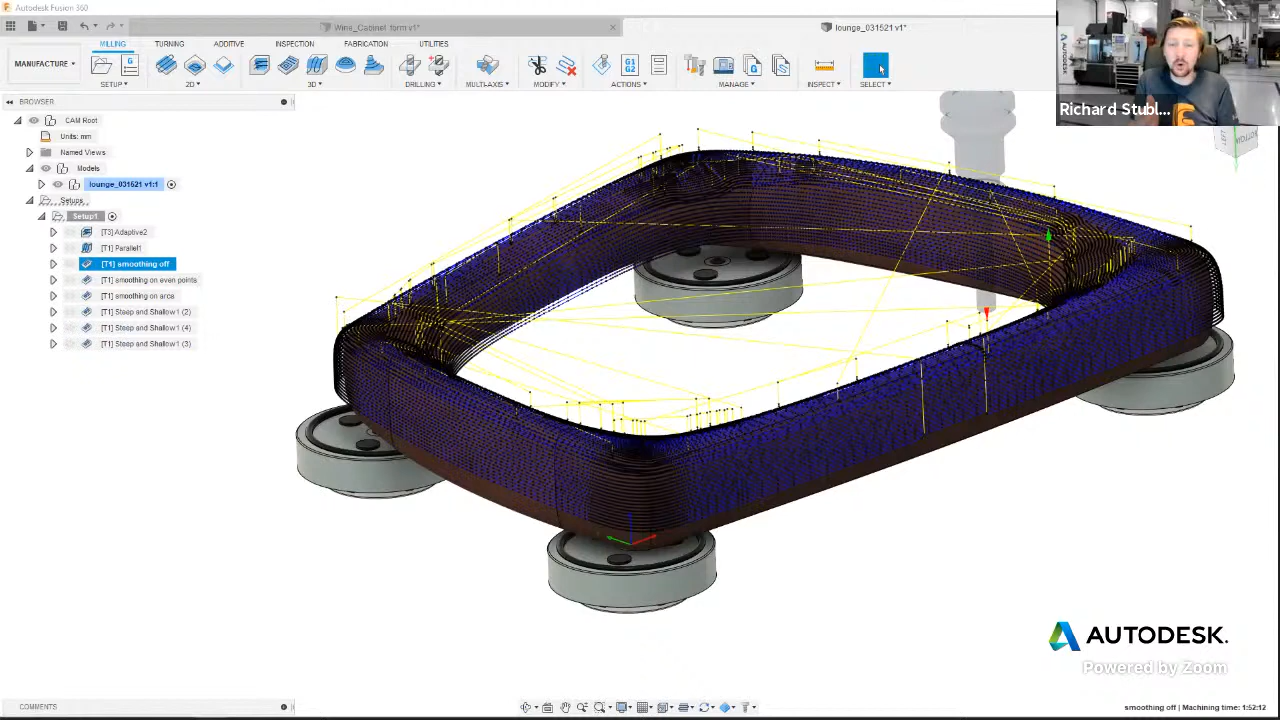 Autodesk Fusion 360
Wine_Cabinet form v1*
lounge_031521 v1*
MANUFACTURE
MILLING TURNING ADDITIVE INSPECTION FABRICATION UTILITIES
SETUP 2D 3D DRILLING MULTI-AXIS MODIFY ACTIONS MANAGE INSPECT SELECT
G1
G2
Richard Stubl...
BROWSER
CAM Root
Units: mm
Named Views
Models
lounge_031521 v1:1
Setups
Setup1
[T3] Adaptive2
[T1] Parallel1
[T1] smoothing off
[T1] smoothing on even points
[T1] smoothing on arcs
[T1] Steep and Shallow1 (2)
[T1] Steep and Shallow1 (4)
[T1] Steep and Shallow1 (3)
AUTODESK.
Powered by Zoom
COMMENTS
smoothing off | Machining time: 1:52:12